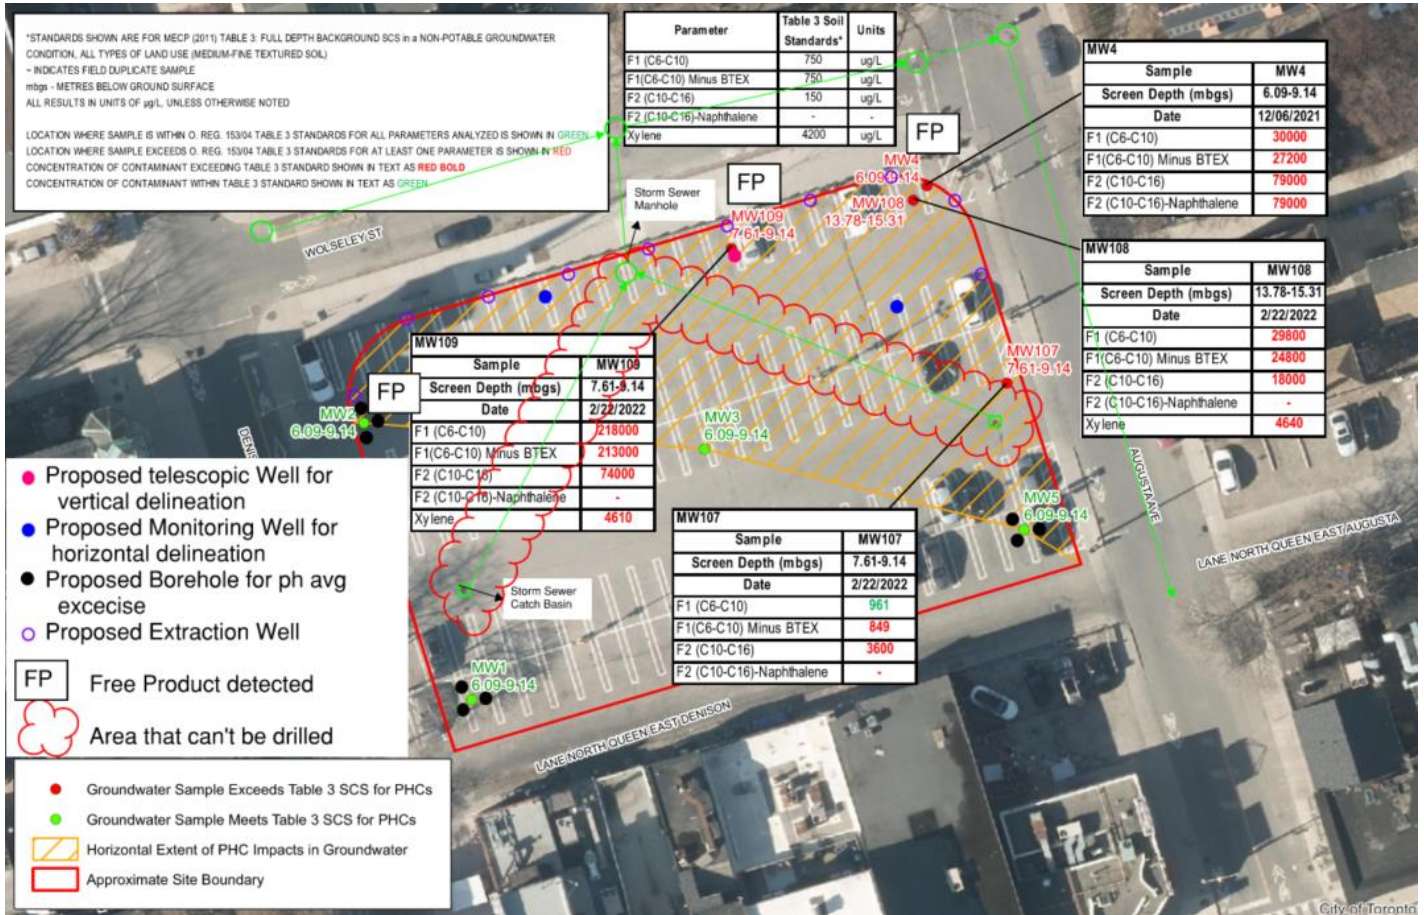 *STANDARDS SHOWN ARE FOR MECP (2011) TABLE 3: FULL DEPTH BACKGROUND SCS in a NON-POTABLE GROUNDWATER
CONDITION, ALL TYPES OF LAND USE (MEDIUM-FINE TEXTURED SOIL)
~ INDICATES FIELD DUPLICATE SAMPLE
mbgs - METRES BELOW GROUND SURFACE
ALL RESULTS IN UNITS OF µg/L, UNLESS OTHERWISE NOTED
LOCATION WHERE SAMPLE IS WITHIN O. REG. 153/04 TABLE 3 STANDARDS FOR ALL PARAMETERS ANALYZED IS SHOWN IN GREEN
LOCATION WHERE SAMPLE EXCEEDS O. REG. 153/04 TABLE 3 STANDARDS FOR AT LEAST ONE PARAMETER IS SHOWN IN RED
CONCENTRATION OF CONTAMINANT EXCEEDING TABLE 3 STANDARD SHOWN IN TEXT AS RED BOLD
CONCENTRATION OF CONTAMINANT WITHIN TABLE 3 STANDARD SHOWN IN TEXT AS GREEN
Parameter Table 3 Soil Standards* Units
F1 (C6-C10) 750 ug/L
F1(C6-C10) Minus BTEX 750 ug/L
F2 (C10-C16) 150 ug/L
F2 (C10-C16)-Naphthalene - -
Xylene 4200 ug/L
MW4
Sample MW4
Screen Depth (mbgs) 6.09-9.14
Date 12/06/2021
F1 (C6-C10) 30000
F1(C6-C10) Minus BTEX 27200
F2 (C10-C16) 79000
F2 (C10-C16)-Naphthalene 79000
MW108
Sample MW108
Screen Depth (mbgs) 13.78-15.31
Date 2/22/2022
F1 (C6-C10) 29800
F1(C6-C10) Minus BTEX 24800
F2 (C10-C16) 18000
F2 (C10-C16)-Naphthalene -
Xylene 4640
FP
FP
MW4
6.09-9.14
MW108
13.78-15.31
Storm Sewer
Manhole
MW109
7.61-9.14
WOLSELEY ST
MW109
Sample MW109
Screen Depth (mbgs) 7.61-9.14
Date 2/22/2022
F1 (C6-C10) 218000
F1(C6-C10) Minus BTEX 213000
F2 (C10-C16) 74000
F2 (C10-C16)-Naphthalene -
Xylene 4610
MW107
7.61-9.14
FP
MW2
6.09-9.14
MW3
6.09-9.14
MW5
6.09-9.14
AUGUSTA AVE
LANE NORTH QUEEN EAST AUGUSTA
MW107
Sample MW107
Screen Depth (mbgs) 7.61-9.14
Date 2/22/2022
F1 (C6-C10) 961
F1(C6-C10) Minus BTEX 849
F2 (C10-C16) 3600
F2 (C10-C16)-Naphthalene -
Storm Sewer
Catch Basin
MW1
6.09-9.14
LANE NORTH QUEEN EAST DENISON
Proposed telescopic Well for
vertical delineation
Proposed Monitoring Well for
horizontal delineation
Proposed Borehole for ph avg
excecise
Proposed Extraction Well
FP Free Product detected
Area that can't be drilled
Groundwater Sample Exceeds Table 3 SCS for PHCs
Groundwater Sample Meets Table 3 SCS for PHCs
Horizontal Extent of PHC Impacts in Groundwater
Approximate Site Boundary
City of Toronto